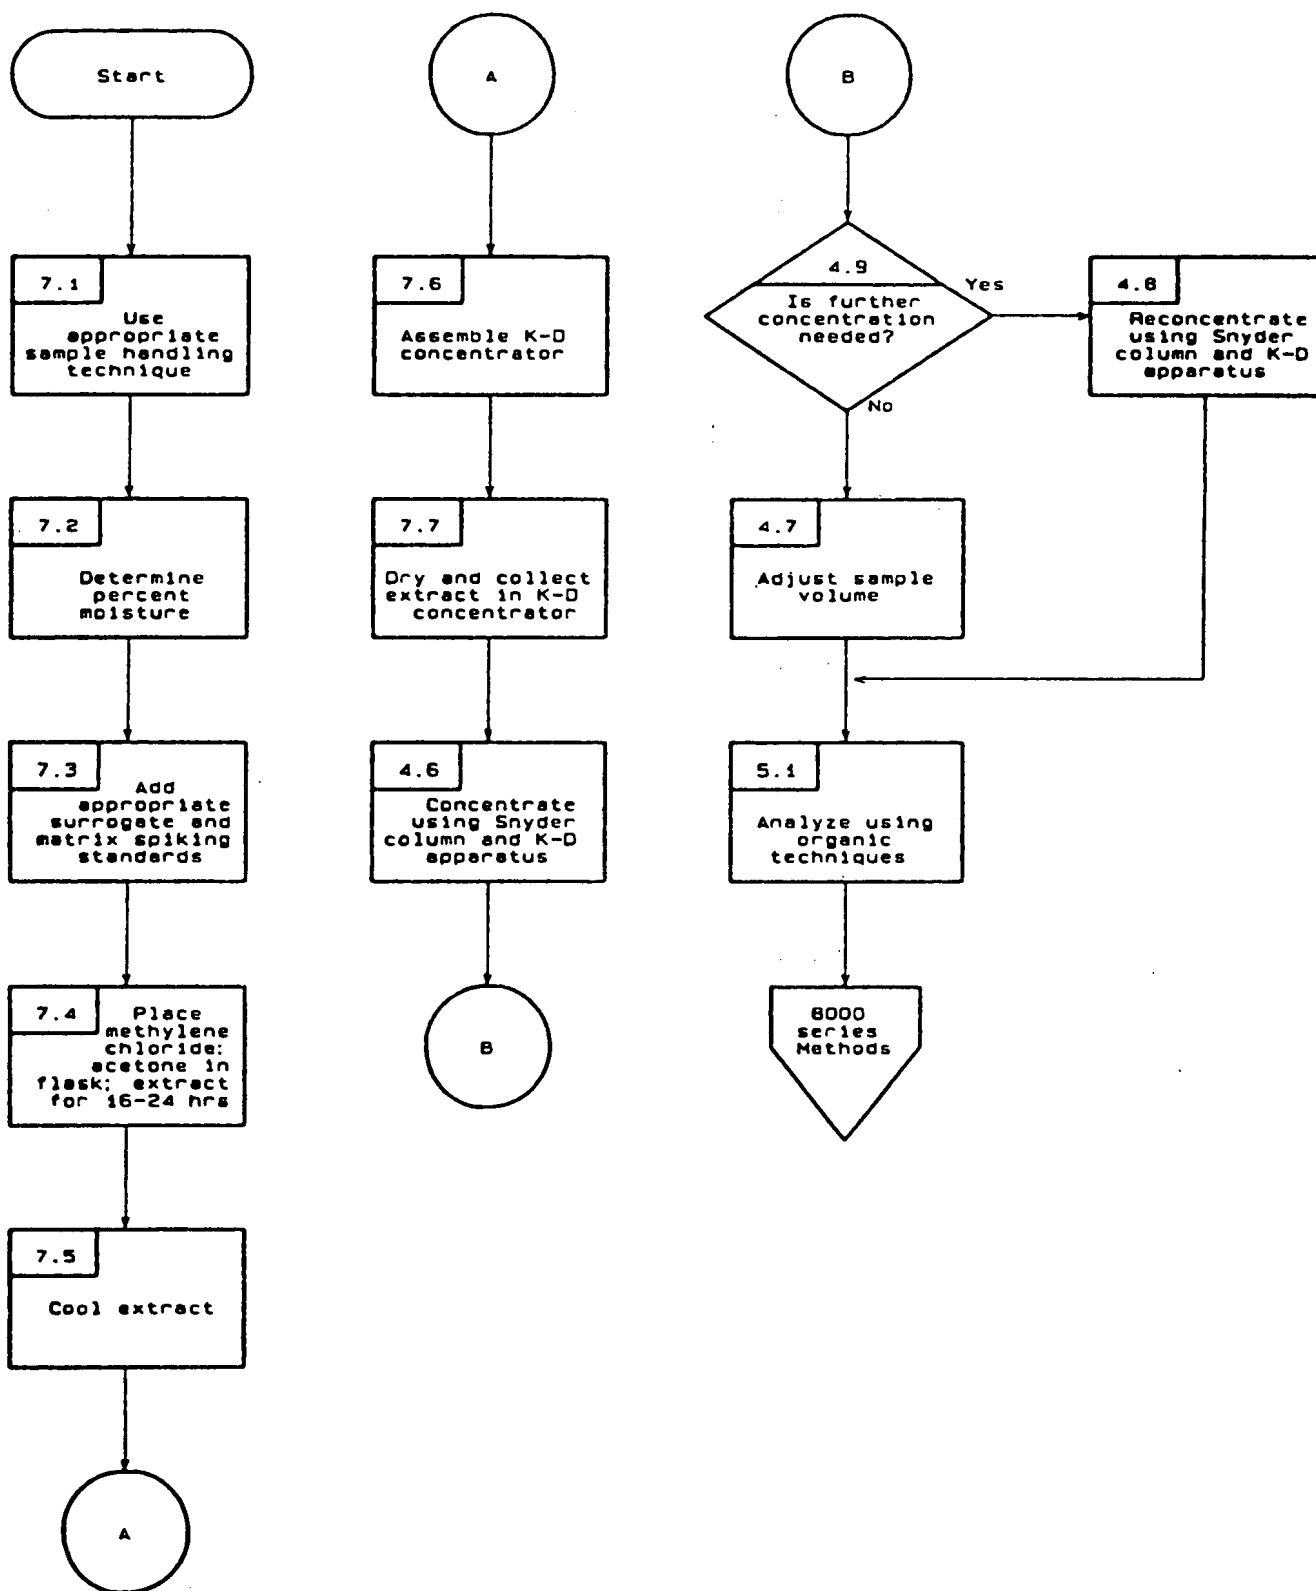 Start
7.1
Use
appropriate
sample handling
technique
7.2
Determine
percent
moisture
7.3
Add
appropriate
surrogate and
matrix spiking
standards
7.4
Place
methylene
chloride:
acetone in
flask; extract
for 16-24 hrs
7.5
Cool extract
A
A
7.6
Assemble K-D
concentrator
7.7
Dry and collect
extract in K-D
concentrator
4.6
Concentrate
using Snyder
column and K-D
apparatus
B
B
4.9
Is further
concentration
needed?
Yes
No
4.8
Reconcentrate
using Snyder
column and K-D
apparatus
4.7
Adjust sample
volume
5.1
Analyze using
organic
techniques
8000
series
Methods